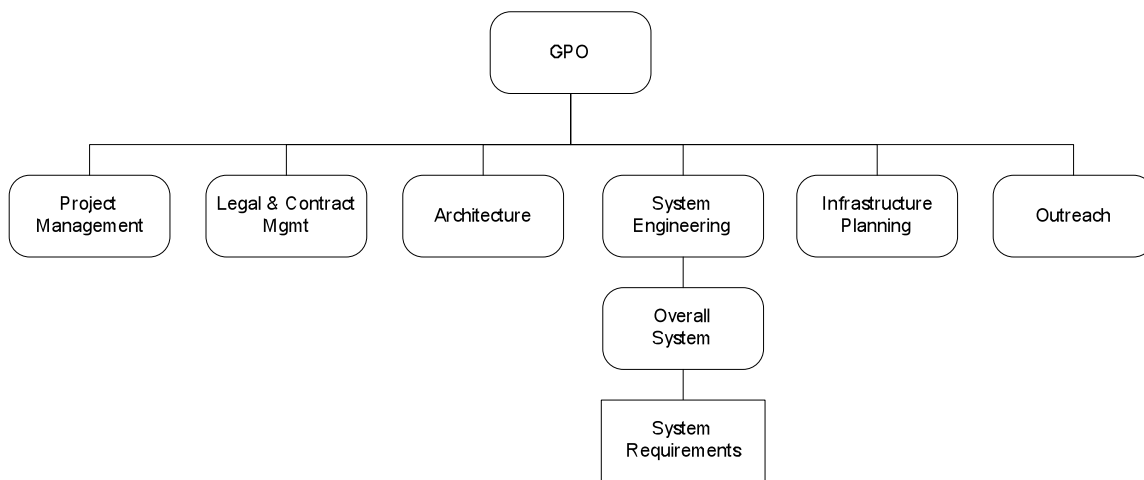 GPO
Project
Management
Legal & Contract
Mgmt
Architecture
System
Engineering
Infrastructure
Planning
Outreach
Overall
System
System
Requirements